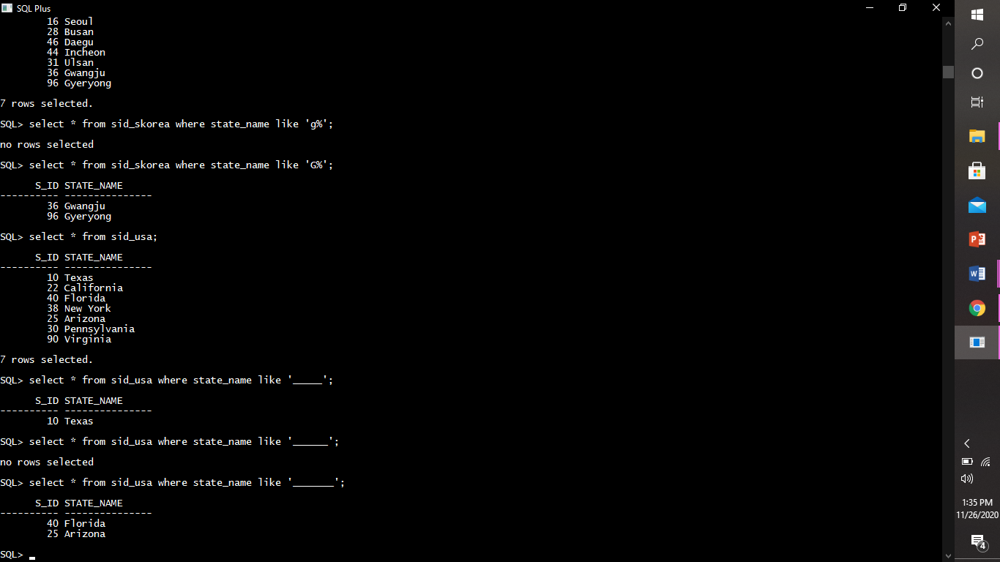 SQL Plus
16 Seoul
28 Busan
46 Daegu
44 Incheon
31 Ulsan
36 Gwangju
96 Gyeryong
7 rows selected.
SQL> select * from sid_skorea where state_name like 'g%';
no rows selected
SQL> select * from sid_skorea where state_name like 'G%';
S_ID STATE_NAME
---------- ---------------
36 Gwangju
96 Gyeryong
SQL> select * from sid_usa;
S_ID STATE_NAME
---------- ---------------
10 Texas
22 California
40 Florida
38 New York
25 Arizona
30 Pennsylvania
90 Virginia
7 rows selected.
SQL> select * from sid_usa where state_name like '_____';
S_ID STATE_NAME
---------- ---------------
10 Texas
SQL> select * from sid_usa where state_name like '______';
no rows selected
SQL> select * from sid_usa where state_name like '_______';
S_ID STATE_NAME
---------- ---------------
40 Florida
25 Arizona
SQL>
P
W
1:35 PM
11/26/2020
4